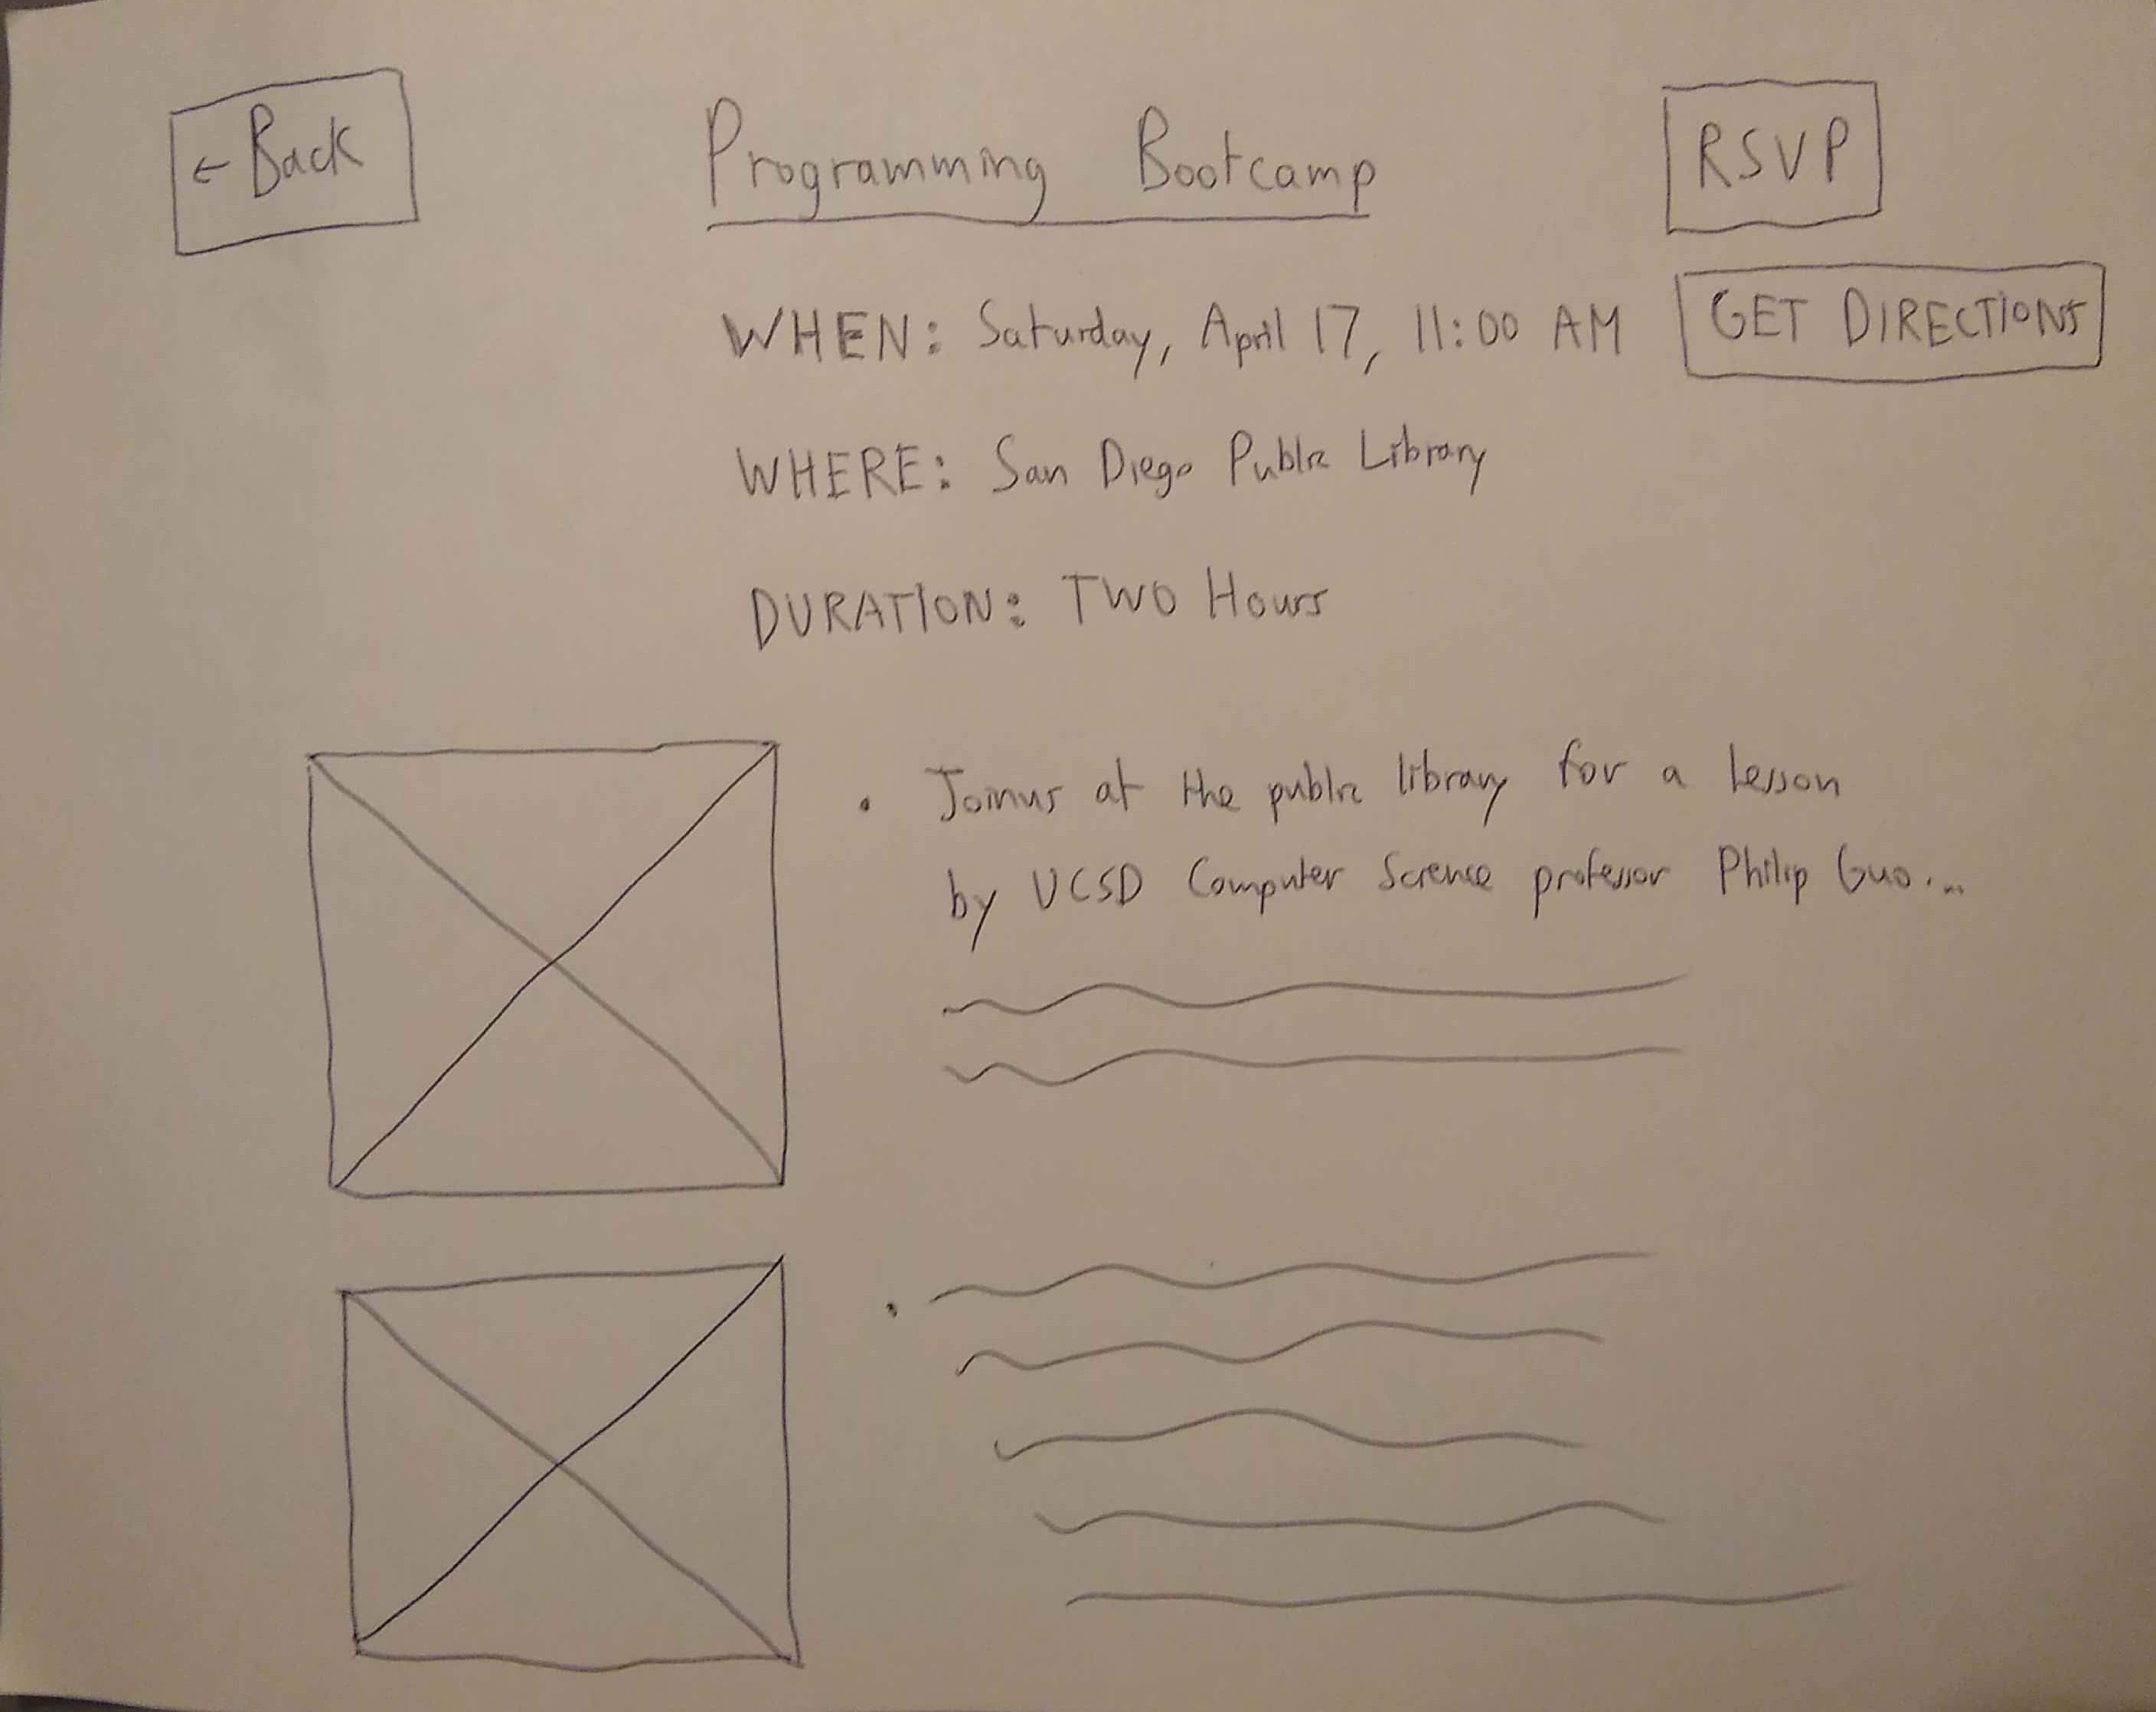 ← Back
Programming Bootcamp
RSVP
WHEN: Saturday, April 17, 11:00 AM
GET DIRECTIONS
WHERE: San Diego Public Library
DURATION: TWO Hours
• Join us at the public library for a lesson
by UCSD Computer Science professor Philip Guo...
•